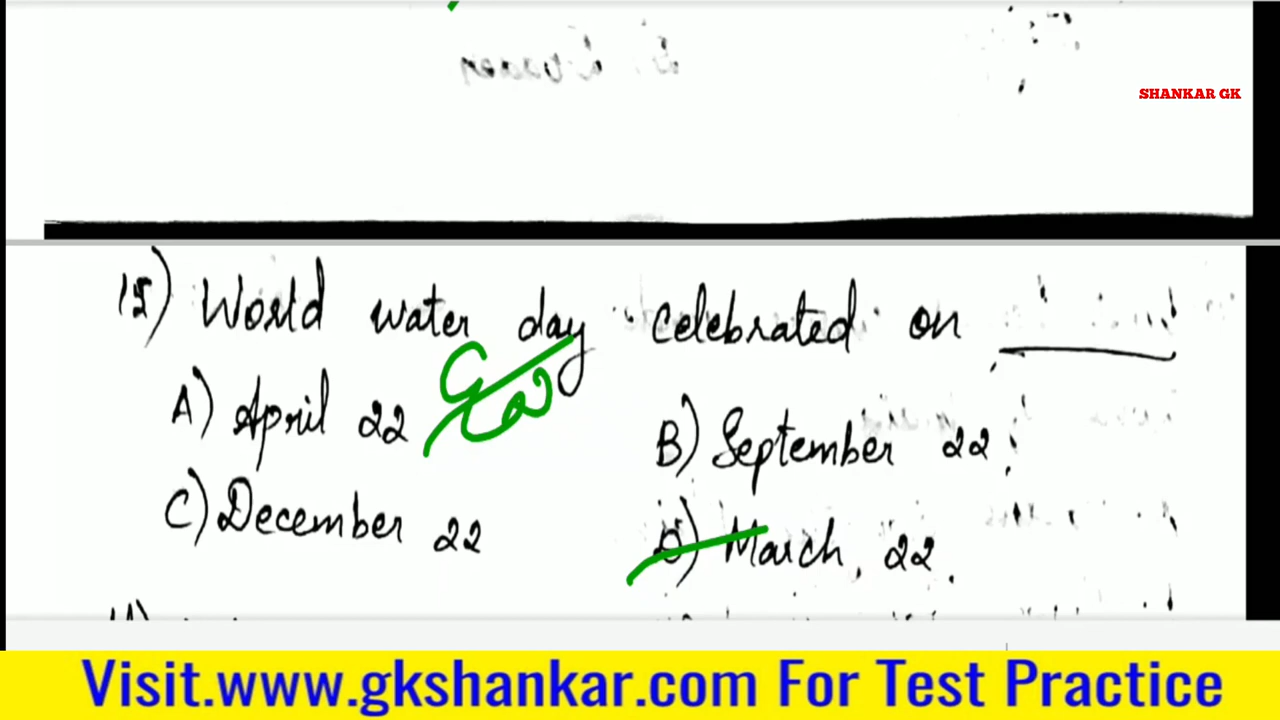 SHANKAR GK
15) World water day celebrated on
A) April 22
B) September 22
C) December 22
D) March, 22
Visit.www.gkshankar.com For Test Practice